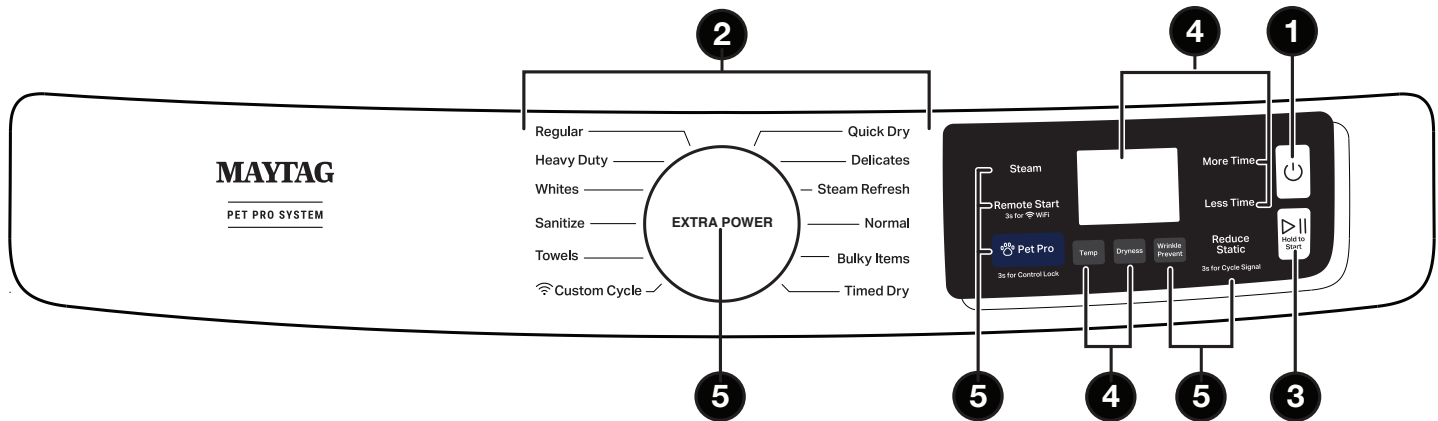 2
4
1
MAYTAG
PET PRO SYSTEM
Regular
Heavy Duty
Whites
Sanitize
Towels
Custom Cycle
EXTRA POWER
Quick Dry
Delicates
Steam Refresh
Normal
Bulky Items
Timed Dry
Steam
Remote Start
3s for WiFi
Pet Pro
3s for Control Lock
Temp
Dryness
Wrinkle
Prevent
More Time
Less Time
Reduce
Static
3s for Cycle Signal
Hold to
Start
5
5
4
5
3